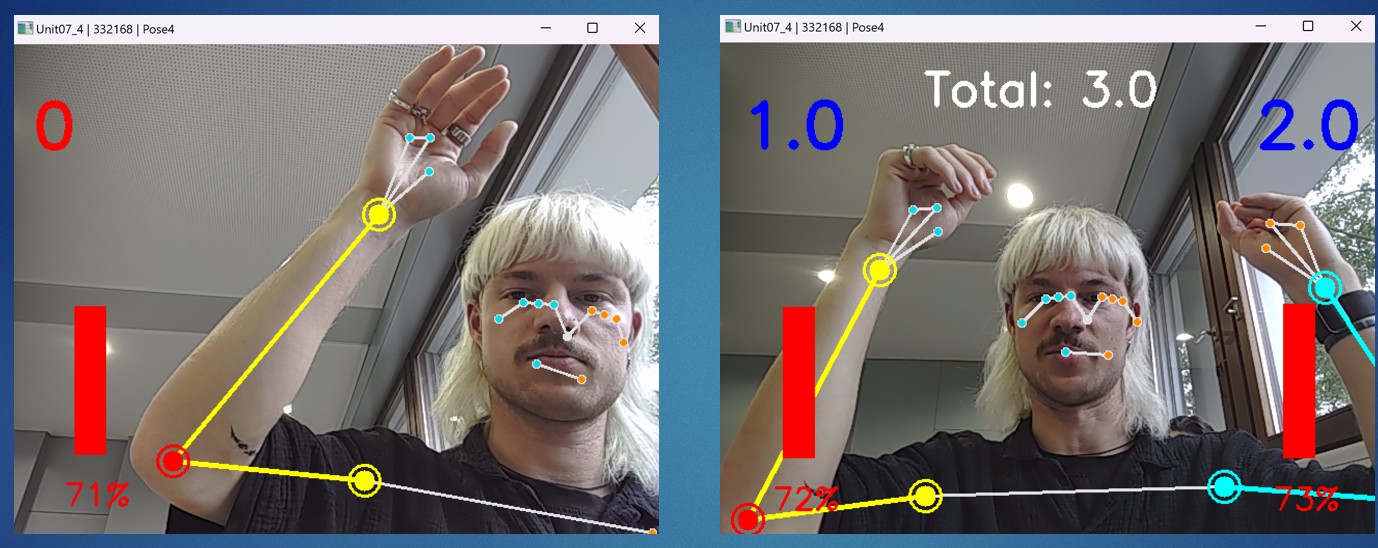 Unit07_4 | 332168 | Pose4
0
71%
Unit07_4 | 332168 | Pose4
Total: 3.0
1.0
2.0
72%
73%